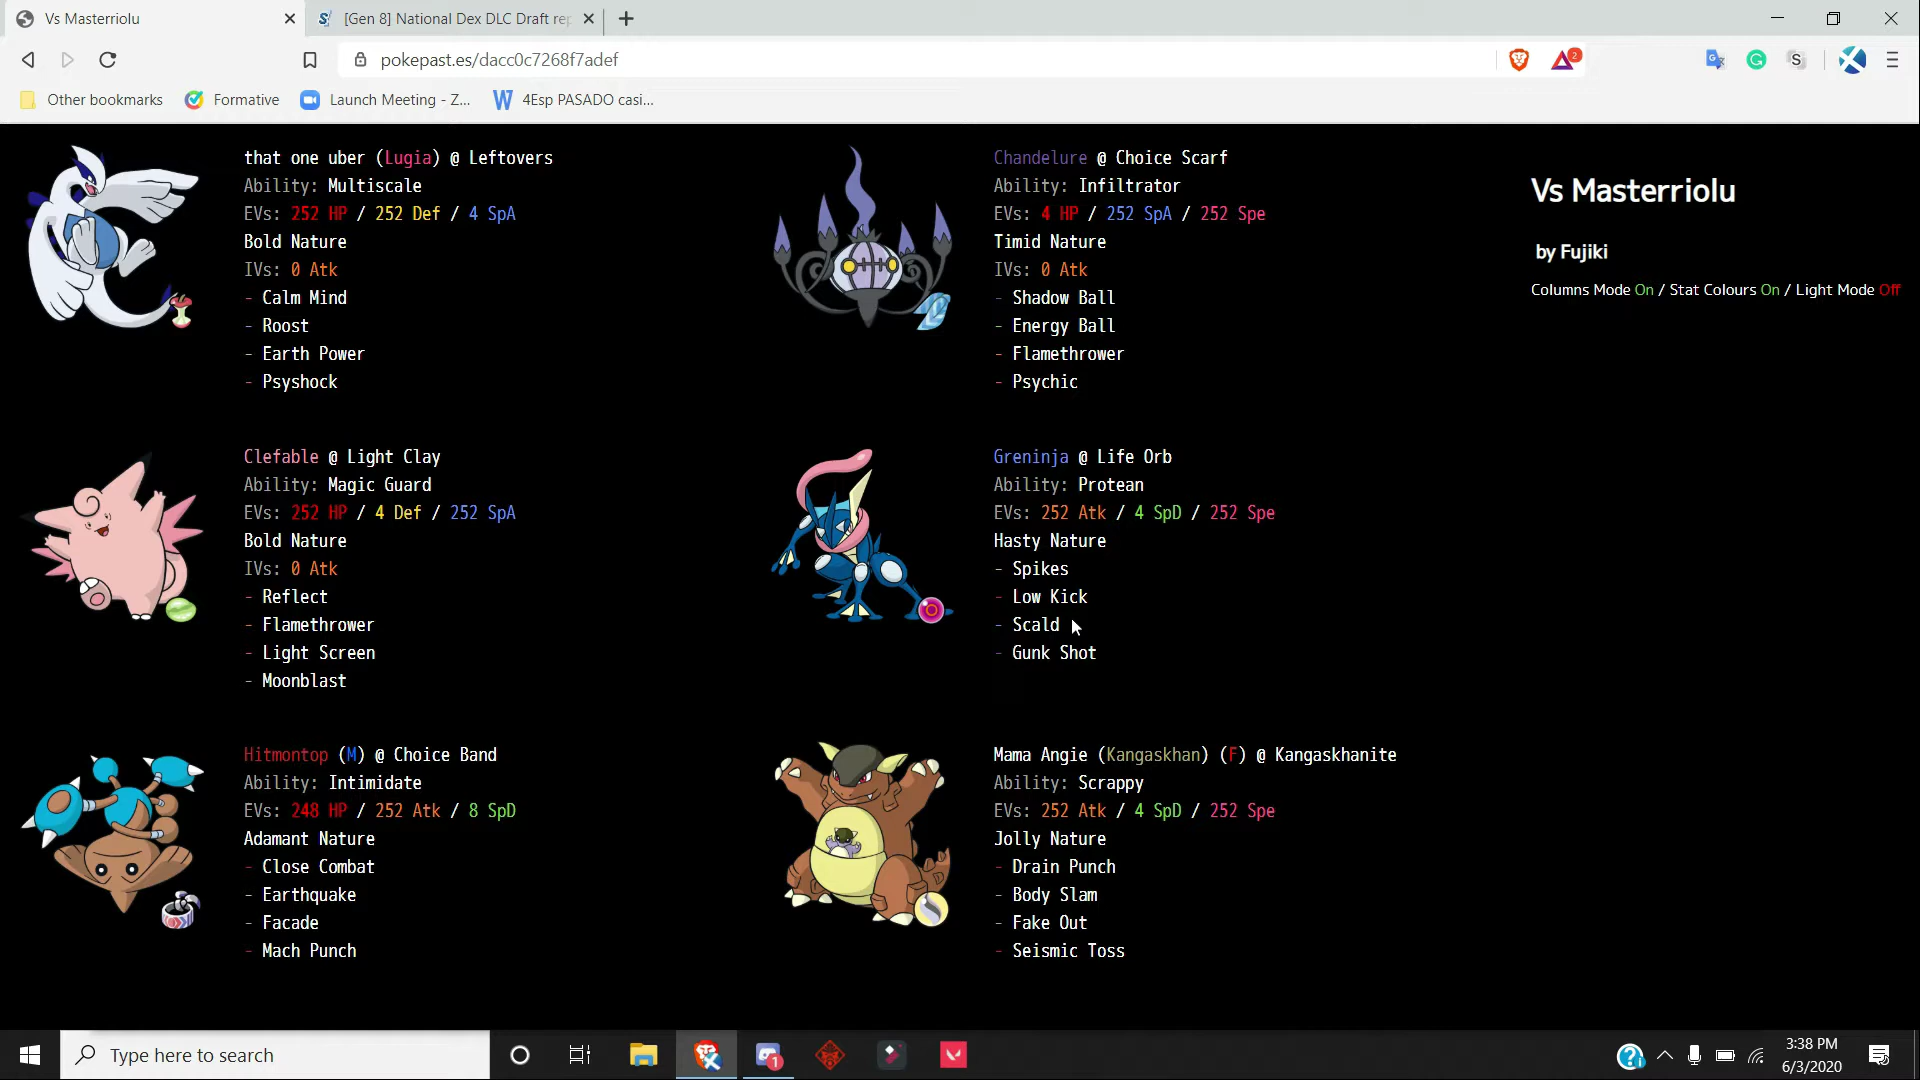 Vs Masterriolu
[Gen 8] National Dex DLC Draft rep
pokepast.es/dacc0c7268f7adef
2
Other bookmarks
Formative
Launch Meeting - Z...
4Esp PASADO casi...
that one uber (Lugia) @ Leftovers
Ability: Multiscale
EVs: 252 HP / 252 Def / 4 SpA
Bold Nature
IVs: 0 Atk
- Calm Mind
- Roost
- Earth Power
- Psyshock
Chandelure @ Choice Scarf
Ability: Infiltrator
EVs: 4 HP / 252 SpA / 252 Spe
Timid Nature
IVs: 0 Atk
- Shadow Ball
- Energy Ball
- Flamethrower
- Psychic
Vs Masterriolu
by Fujiki
Columns Mode On / Stat Colours On / Light Mode Off
Clefable @ Light Clay
Ability: Magic Guard
EVs: 252 HP / 4 Def / 252 SpA
Bold Nature
IVs: 0 Atk
- Reflect
- Flamethrower
- Light Screen
- Moonblast
Greninja @ Life Orb
Ability: Protean
EVs: 252 Atk / 4 SpD / 252 Spe
Hasty Nature
- Spikes
- Low Kick
- Scald
- Gunk Shot
Hitmontop (M) @ Choice Band
Ability: Intimidate
EVs: 248 HP / 252 Atk / 8 SpD
Adamant Nature
- Close Combat
- Earthquake
- Facade
- Mach Punch
Mama Angie (Kangaskhan) (F) @ Kangaskhanite
Ability: Scrappy
EVs: 252 Atk / 4 SpD / 252 Spe
Jolly Nature
- Drain Punch
- Body Slam
- Fake Out
- Seismic Toss
Type here to search
1
3:38 PM
6/3/2020